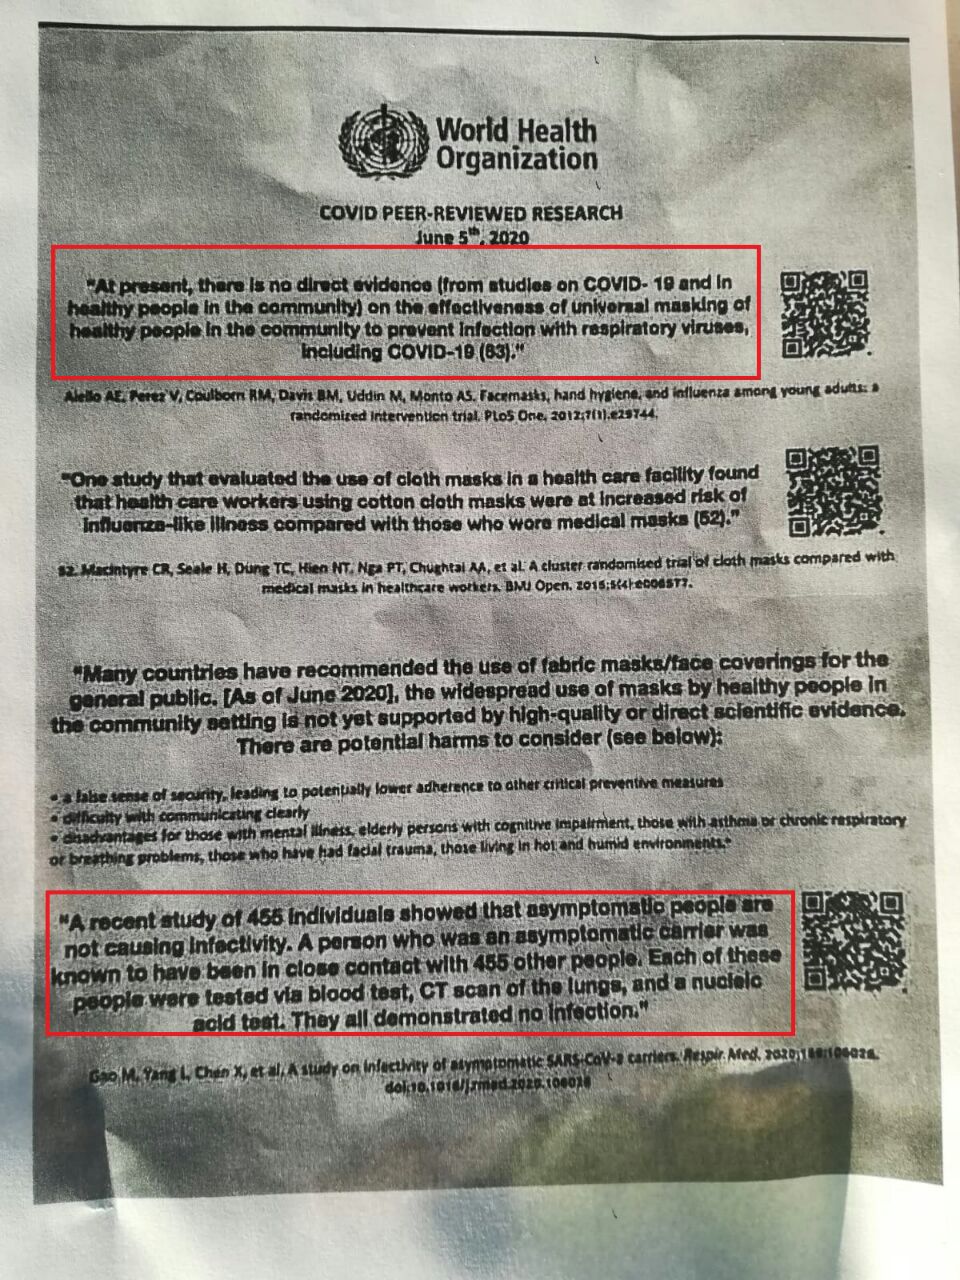 World Health
Organization
COVID PEER-REVIEWED RESEARCH
June 5th, 2020
"At present, there is no direct evidence (from studies on COVID- 19 and in
healthy people in the community) on the effectiveness of universal masking of
healthy people in the community to prevent infection with respiratory viruses,
including COVID-19 (63)."
Aiello AE, Perez V, Coulborn RM, Davis BM, Uddin M, Monto AS. Facemasks, hand hygiene, and influenza among young adults: a
randomized intervention trial. PLoS One. 2012;7(1):e29744.
"One study that evaluated the use of cloth masks in a health care facility found
that health care workers using cotton cloth masks were at increased risk of
influenza-like illness compared with those who wore medical masks (52)."
52. MacIntyre CR, Seale H, Dung TC, Hien NT, Nga PT, Chughtai AA, et al. A cluster randomised trial of cloth masks compared with
medical masks in healthcare workers. BMJ Open.
"Many countries have recommended the use of fabric masks/face coverings for the
general public. [As of June 2020], the widespread use of masks by healthy people in
the community setting is not yet supported by high-quality or direct scientific evidence.
There are potential harms to consider (see below):
• a false sense of security, leading to potentially lower adherence to other critical preventive measures
• difficulty with communicating clearly
• disadvantages for those with mental illness, elderly persons with cognitive impairment, those with asthma or chronic respiratory
or breathing problems, those who have had facial trauma, those living in hot and humid environments."
"A recent study of 455 individuals showed that asymptomatic people are
not causing infectivity. A person who was an asymptomatic carrier was
known to have been in close contact with 455 other people. Each of these
people were tested via blood test, CT scan of the lungs, and a nucleic
acid test. They all demonstrated no infection."
Gao M, Yang L, Chen X, et al, A study on infectivity of asymptomatic SARS-CoV-2 carriers. Respir Med.